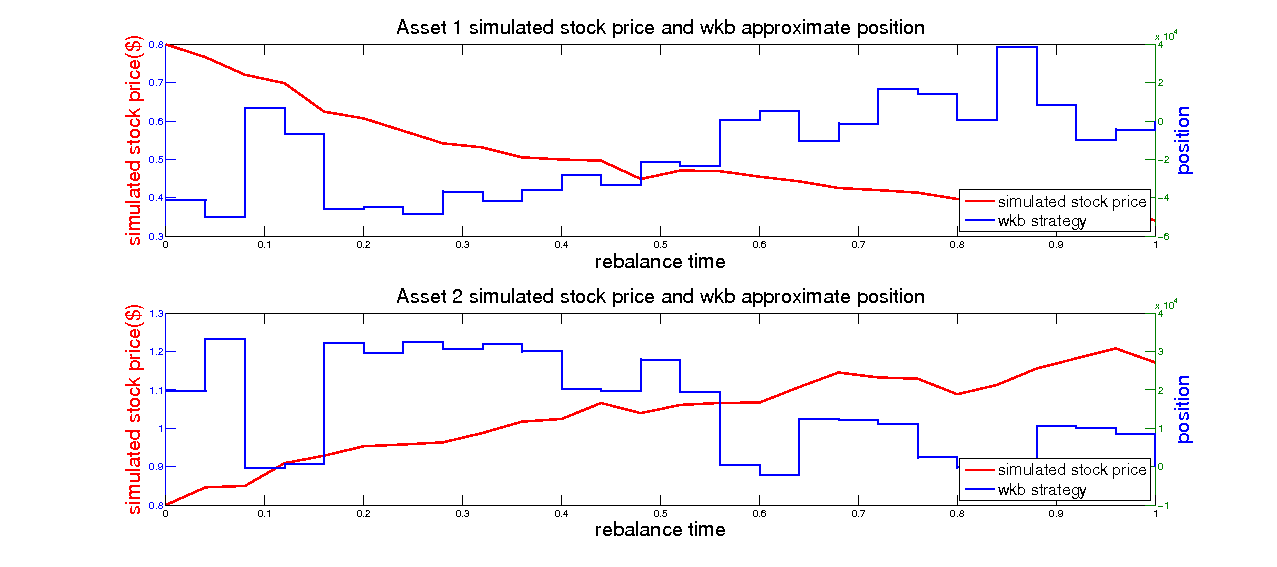 Asset 1 simulated stock price and wkb approximate position
x 10^4
simulated stock price($)
0.8
0.7
0.6
0.5
0.4
0.3
4
2
0
-2
-4
-6
position
simulated stock price
wkb strategy
0 0.1 0.2 0.3 0.4 0.5 0.6 0.7 0.8 0.9 1
rebalance time
Asset 2 simulated stock price and wkb approximate position
x 10^4
simulated stock price($)
1.3
1.2
1.1
1
0.9
0.8
4
3
2
1
0
-1
position
simulated stock price
wkb strategy
0 0.1 0.2 0.3 0.4 0.5 0.6 0.7 0.8 0.9 1
rebalance time